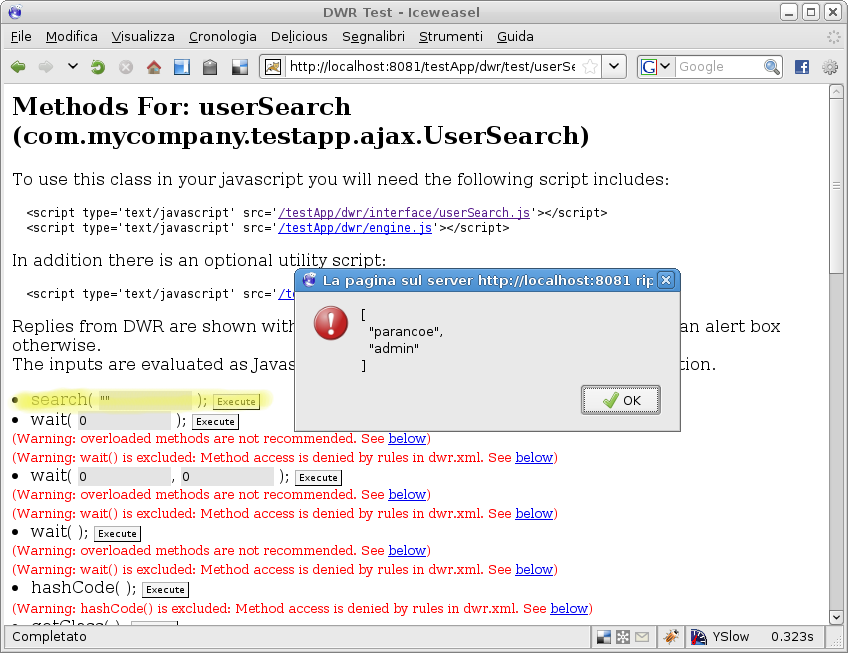 DWR Test - Iceweasel
File Modifica Visualizza Cronologia Delicious Segnalibri Strumenti Guida
http://localhost:8081/testApp/dwr/test/userSe
G Google
Methods For: userSearch
(com.mycompany.testapp.ajax.UserSearch)
To use this class in your javascript you will need the following script includes:
<script type='text/javascript' src='/testApp/dwr/interface/userSearch.js'></script>
<script type='text/javascript' src='/testApp/dwr/engine.js'></script>
In addition there is an optional utility script:
<script type='text/javascript' src='/t
La pagina sul server http://localhost:8081 rip
[
"parancoe",
"admin"
]
OK
Replies from DWR are shown with an alert box
otherwise.
The inputs are evaluated as Javas tion.
• search( "" ); Execute
• wait( 0 ); Execute
(Warning: overloaded methods are not recommended. See below)
(Warning: wait() is excluded: Method access is denied by rules in dwr.xml. See below)
• wait( 0 , 0 ); Execute
(Warning: overloaded methods are not recommended. See below)
(Warning: wait() is excluded: Method access is denied by rules in dwr.xml. See below)
• wait( ); Execute
(Warning: overloaded methods are not recommended. See below)
(Warning: wait() is excluded: Method access is denied by rules in dwr.xml. See below)
• hashCode( ); Execute
(Warning: hashCode() is excluded: Method access is denied by rules in dwr.xml. See below)
• getClass( );
Completato YSlow 0.323s